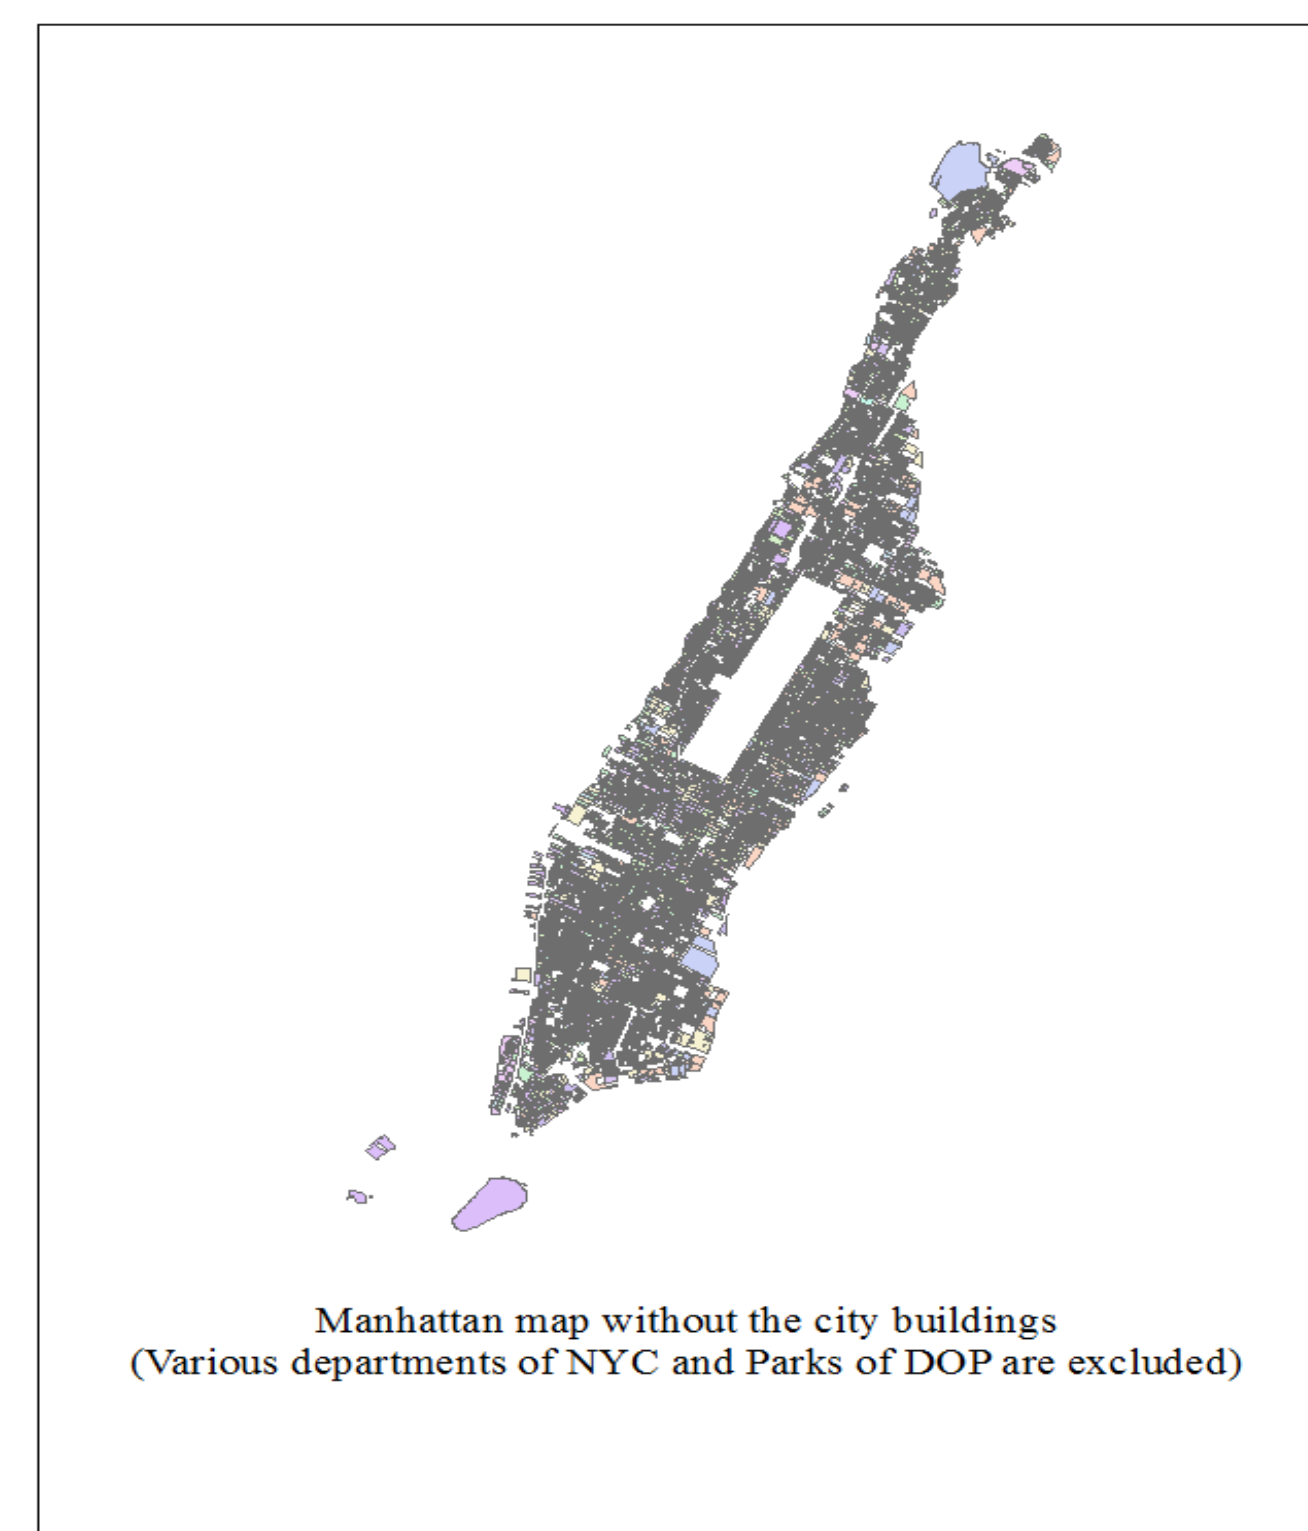 Manhattan map without the city buildings
(Various departments of NYC and Parks of DOP are excluded)